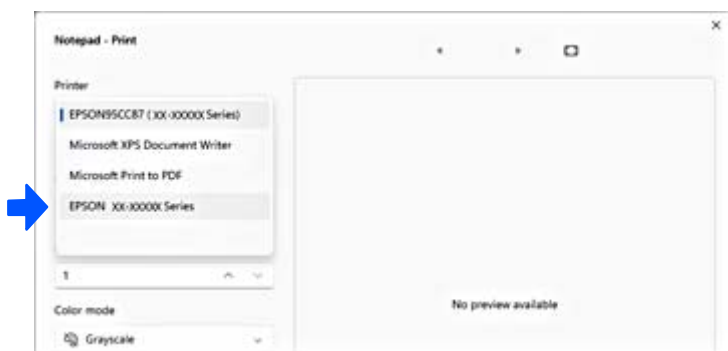 Notepad - Print
Printer
EPSON95CC87 ( XX-XXXXX Series)
Microsoft XPS Document Writer
Microsoft Print to PDF
EPSON XX-XXXXX Series
1
Color mode
Grayscale
No preview available